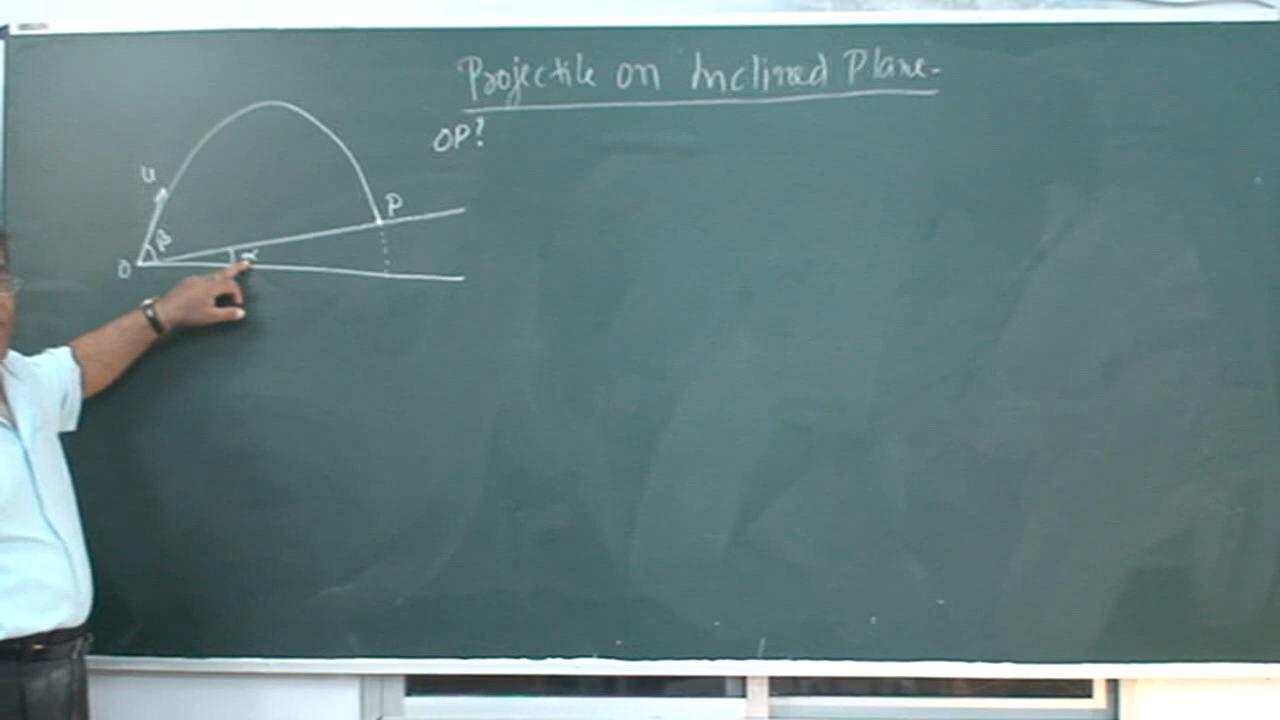 Projectile on Inclined Plane-
OP?
u
P
β
α
O